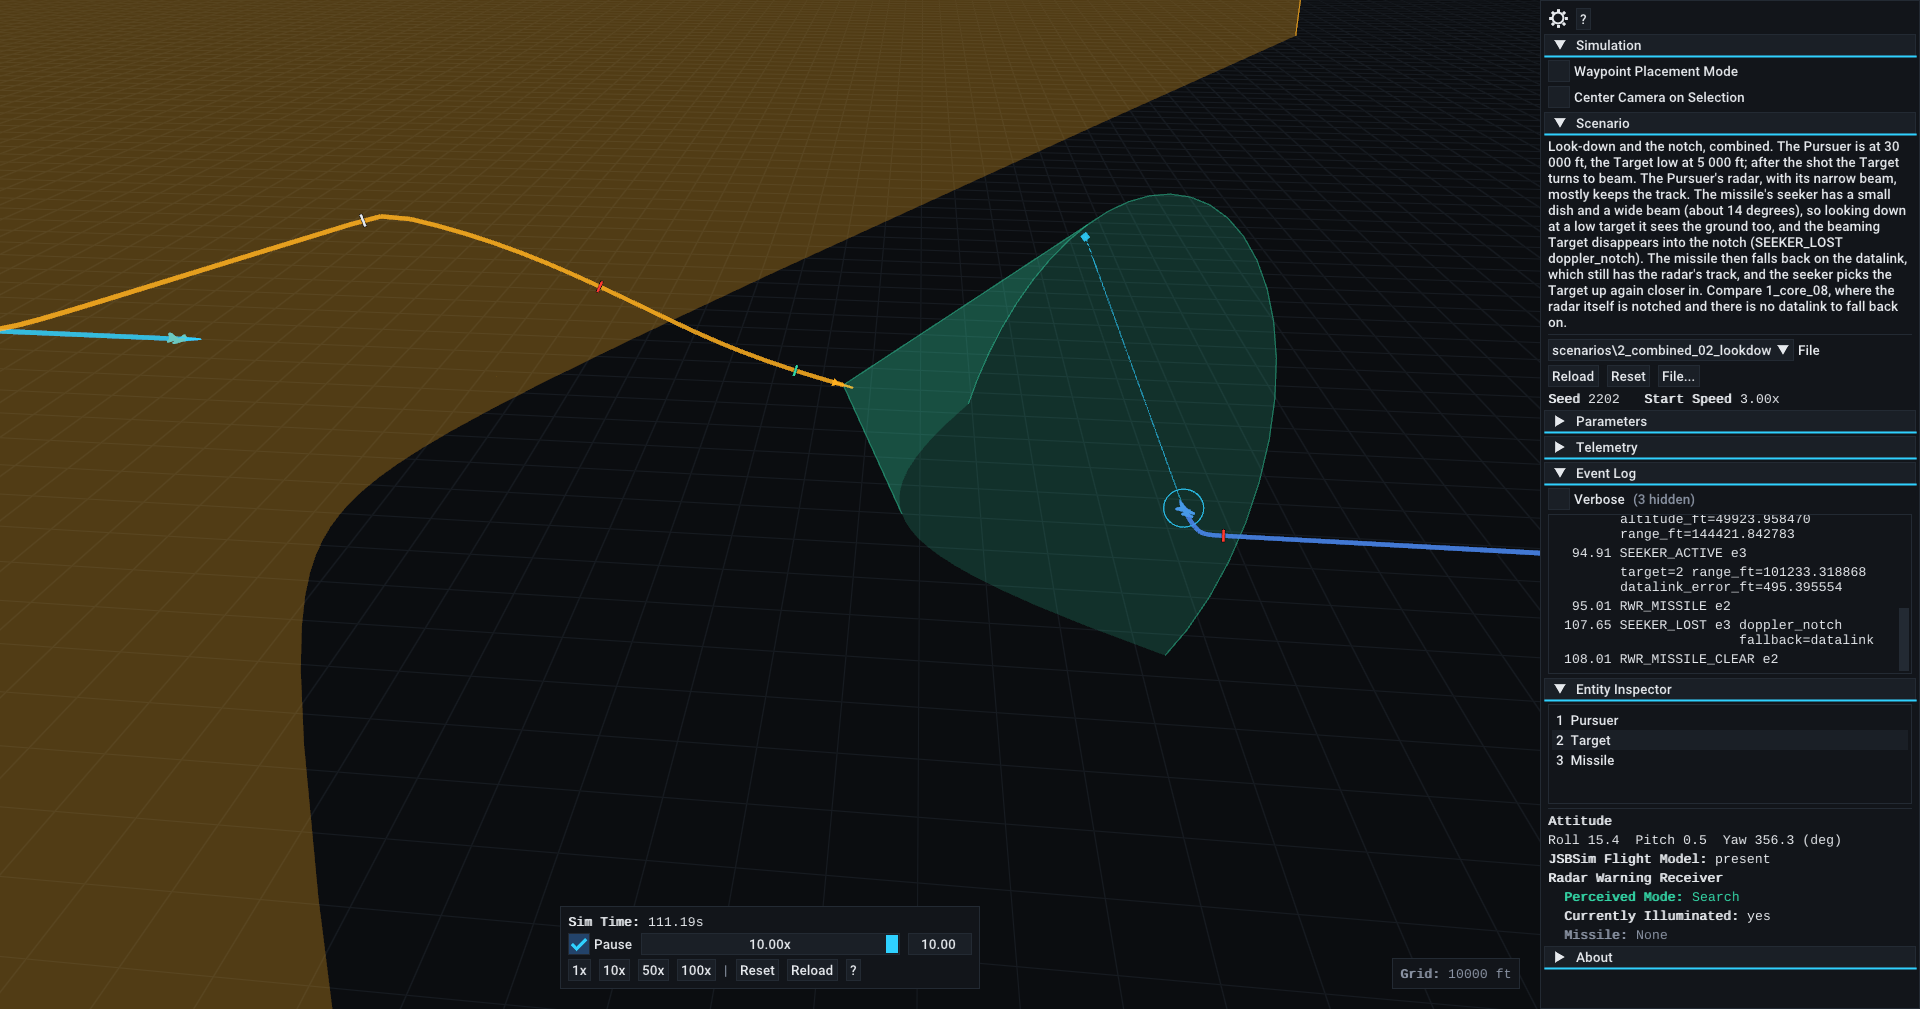 ?
Simulation
Waypoint Placement Mode
Center Camera on Selection
Scenario
Look-down and the notch, combined. The Pursuer is at 30
000 ft, the Target low at 5 000 ft; after the shot the Target
turns to beam. The Pursuer's radar, with its narrow beam,
mostly keeps the track. The missile's seeker has a small
dish and a wide beam (about 14 degrees), so looking down
at a low target it sees the ground too, and the beaming
Target disappears into the notch (SEEKER_LOST
doppler_notch). The missile then falls back on the datalink,
which still has the radar's track, and the seeker picks the
Target up again closer in. Compare 1_core_08, where the
radar itself is notched and there is no datalink to fall back
on.
scenarios\2_combined_02_lookdow File
Reload Reset File...
Seed 2202 Start Speed 3.00x
Parameters
Telemetry
Event Log
Verbose (3 hidden)
altitude_ft=49923.958470
range_ft=144421.842783
94.91 SEEKER_ACTIVE e3
target=2 range_ft=101233.318868
datalink_error_ft=495.395554
95.01 RWR_MISSILE e2
107.65 SEEKER_LOST e3 doppler_notch
fallback=datalink
108.01 RWR_MISSILE_CLEAR e2
Entity Inspector
1 Pursuer
2 Target
3 Missile
Attitude
Roll 15.4 Pitch 0.5 Yaw 356.3 (deg)
JSBSim Flight Model: present
Radar Warning Receiver
Perceived Mode: Search
Currently Illuminated: yes
Missile: None
About
Sim Time: 111.19s
Pause 10.00x 10.00
1x 10x 50x 100x | Reset Reload ?
Grid: 10000 ft